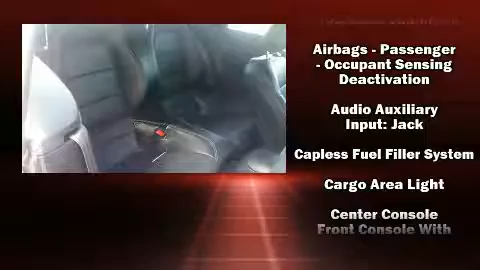 Airbags - Passenger
- Occupant Sensing
Deactivation
Audio Auxiliary
Input: Jack
Capless Fuel Filler System
Cargo Area Light
Center Console
Front Console With